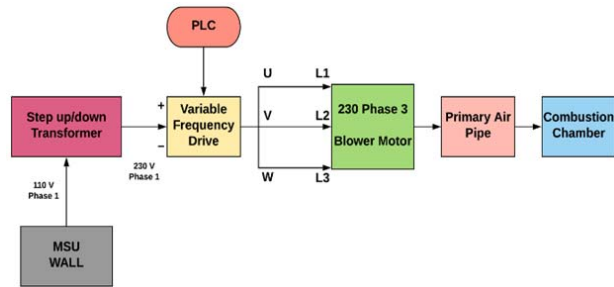 PLC
Step up/down
Transformer
+
−
Variable
Frequency
Drive
230 V
Phase 1
U
V
W
L1
L2
L3
230 Phase 3
Blower Motor
Primary Air
Pipe
Combustion
Chamber
110 V
Phase 1
MSU
WALL